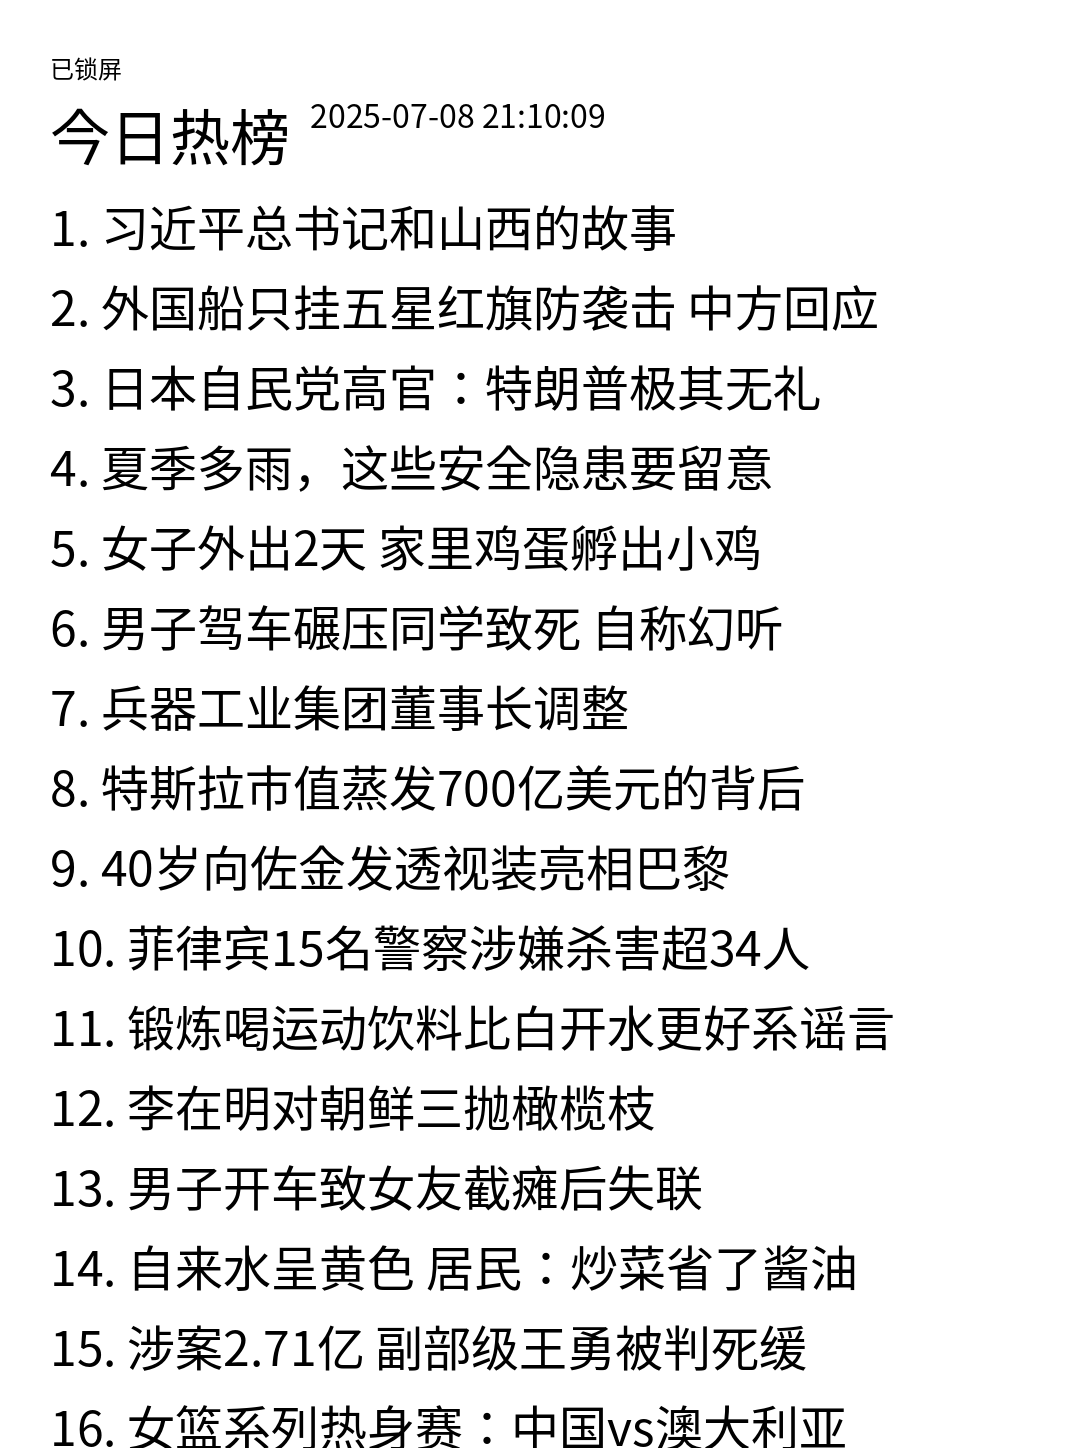 已锁屏
今日热榜 2025-07-08 21:10:09
1. 习近平总书记和山西的故事
2. 外国船只挂五星红旗防袭击 中方回应
3. 日本自民党高官：特朗普极其无礼
4. 夏季多雨，这些安全隐患要留意
5. 女子外出2天 家里鸡蛋孵出小鸡
6. 男子驾车碾压同学致死 自称幻听
7. 兵器工业集团董事长调整
8. 特斯拉市值蒸发700亿美元的背后
9. 40岁向佐金发透视装亮相巴黎
10. 菲律宾15名警察涉嫌杀害超34人
11. 锻炼喝运动饮料比白开水更好系谣言
12. 李在明对朝鲜三抛橄榄枝
13. 男子开车致女友截瘫后失联
14. 自来水呈黄色 居民：炒菜省了酱油
15. 涉案2.71亿 副部级王勇被判死缓
16. 女篮系列热身赛：中国vs澳大利亚